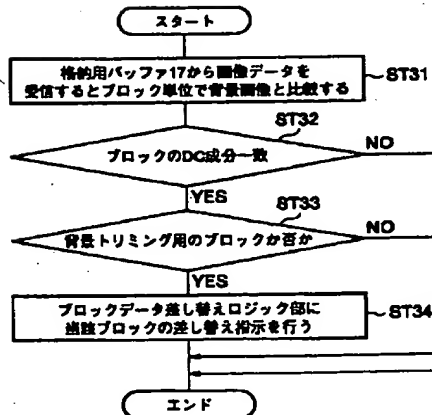 スタート
格納用バッファ17から画像データを
受信するとブロック単位で背景画像と比較する
ST31
ST32
ブロックのDC成分一致
NO
YES
ST33
背景トリミング用のブロックか否か
NO
YES
ブロックデータ差し替えロジック部に
当該ブロックの差し替え指示を行う
ST34
エンド